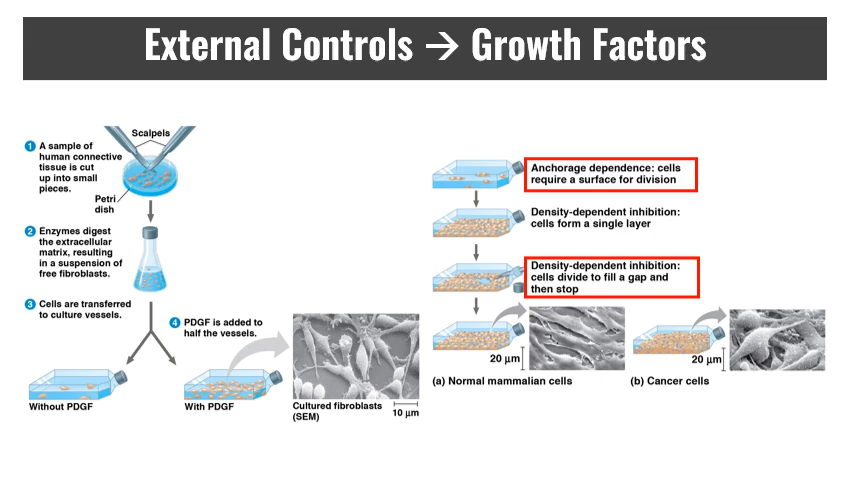 External Controls → Growth Factors
Scalpels
1 A sample of
human connective
tissue is cut
up into small
pieces.
Petri
dish
2 Enzymes digest
the extracellular
matrix, resulting
in a suspension of
free fibroblasts.
3 Cells are transferred
to culture vessels.
4 PDGF is added to
half the vessels.
Without PDGF
With PDGF
Cultured fibroblasts
(SEM)
10 μm
Anchorage dependence: cells
require a surface for division
Density-dependent inhibition:
cells form a single layer
Density-dependent inhibition:
cells divide to fill a gap and
then stop
20 μm
20 μm
(a) Normal mammalian cells
(b) Cancer cells